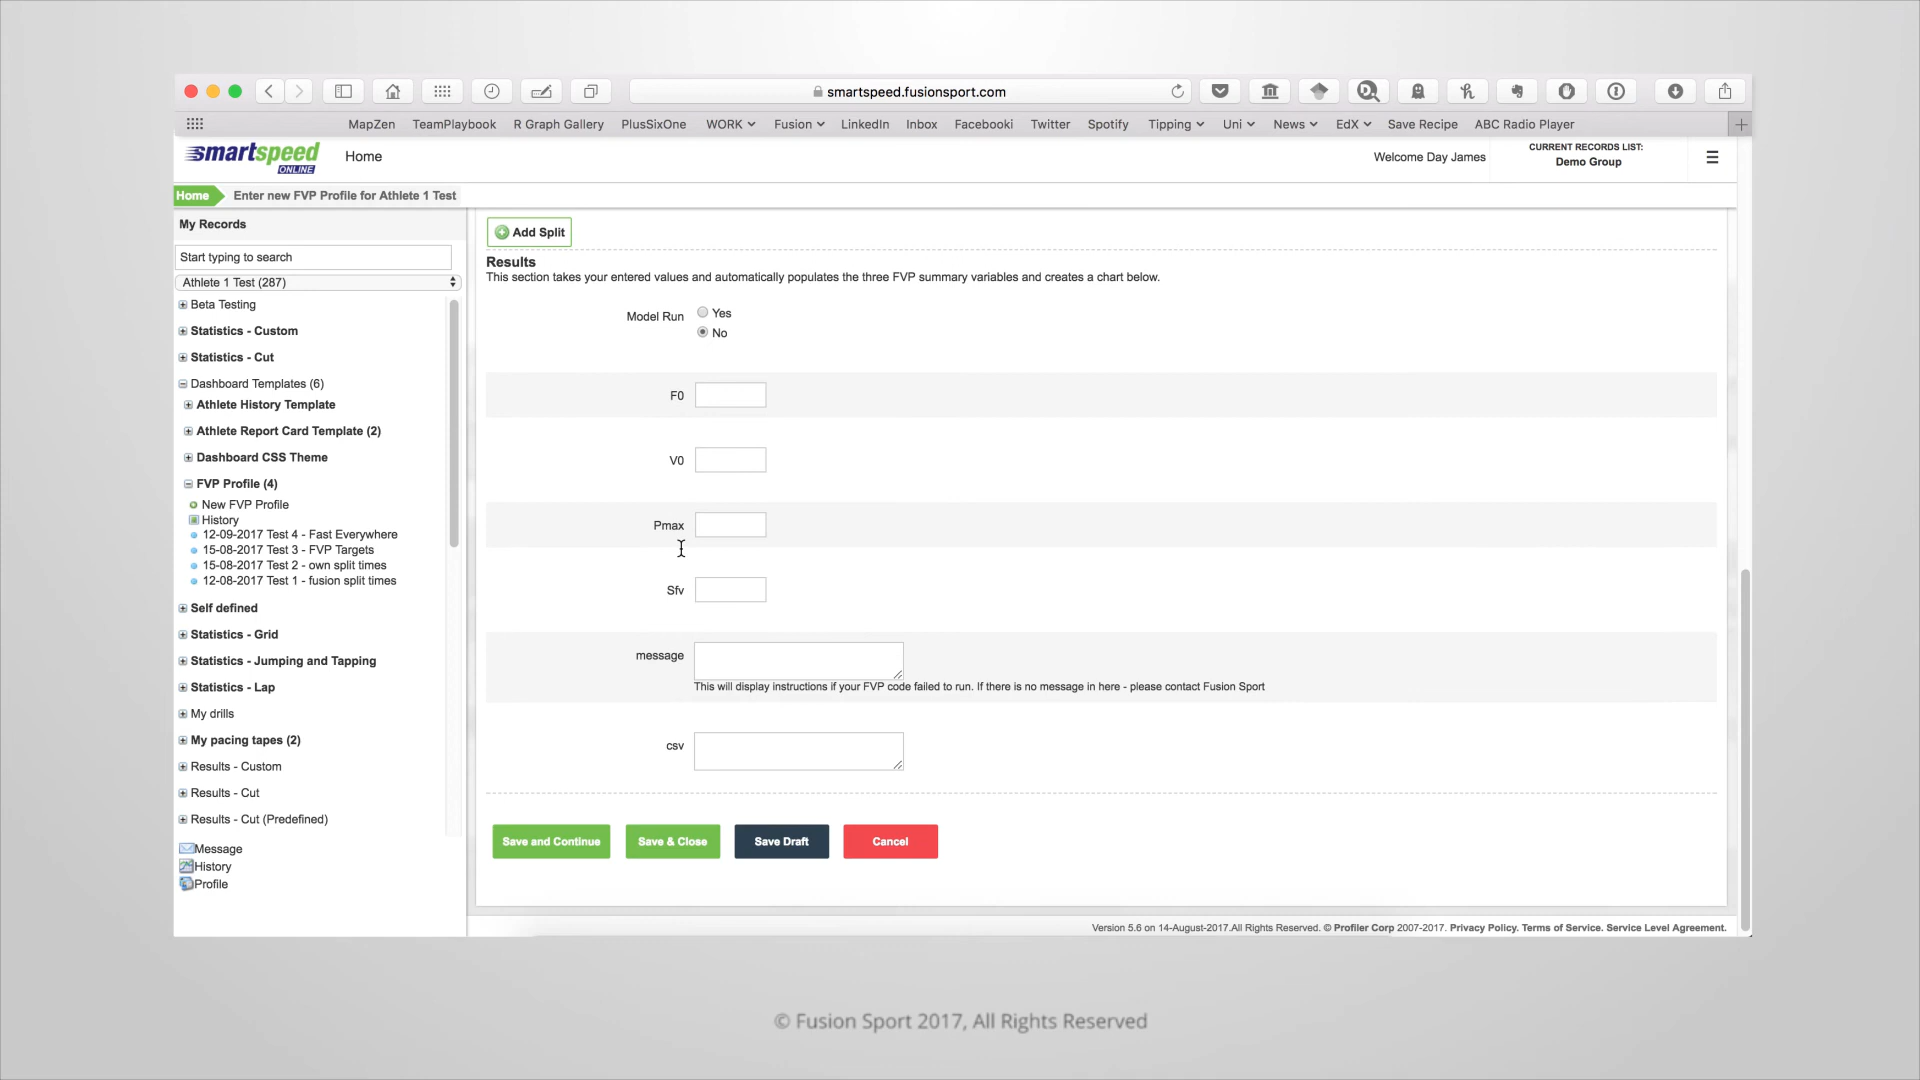 smartspeed.fusionsport.com
MapZen TeamPlaybook R Graph Gallery PlusSixOne WORK Fusion LinkedIn Inbox Facebooki Twitter Spotify Tipping Uni News EdX Save Recipe ABC Radio Player
smartspeed ONLINE
Home
Welcome Day James
CURRENT RECORDS LIST:
Demo Group
Home Enter new FVP Profile for Athlete 1 Test
My Records
Start typing to search
Athlete 1 Test (287)
Beta Testing
Statistics - Custom
Statistics - Cut
Dashboard Templates (6)
Athlete History Template
Athlete Report Card Template (2)
Dashboard CSS Theme
FVP Profile (4)
New FVP Profile
History
12-09-2017 Test 4 - Fast Everywhere
15-08-2017 Test 3 - FVP Targets
15-08-2017 Test 2 - own split times
12-08-2017 Test 1 - fusion split times
Self defined
Statistics - Grid
Statistics - Jumping and Tapping
Statistics - Lap
My drills
My pacing tapes (2)
Results - Custom
Results - Cut
Results - Cut (Predefined)
Message
History
Profile
Add Split
Results
This section takes your entered values and automatically populates the three FVP summary variables and creates a chart below.
Model Run
Yes
No
F0
V0
Pmax
Sfv
message
This will display instructions if your FVP code failed to run. If there is no message in here - please contact Fusion Sport
csv
Save and Continue Save & Close Save Draft Cancel
Version 5.6 on 14-August-2017.All Rights Reserved. © Profiler Corp 2007-2017. Privacy Policy. Terms of Service. Service Level Agreement.
© Fusion Sport 2017, All Rights Reserved